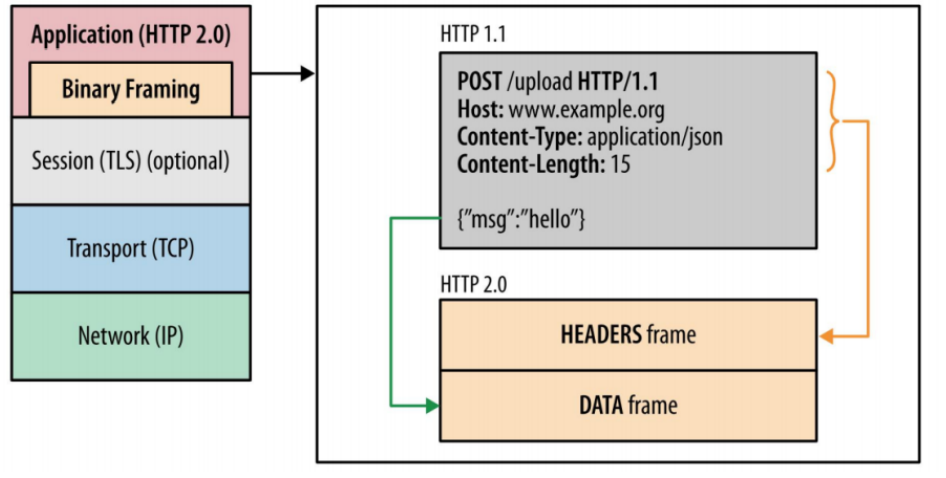 Application (HTTP 2.0)
Binary Framing
Session (TLS) (optional)
Transport (TCP)
Network (IP)
HTTP 1.1
POST /upload HTTP/1.1
Host: www.example.org
Content-Type: application/json
Content-Length: 15
{”msg”:”hello”}
HTTP 2.0
HEADERS frame
DATA frame